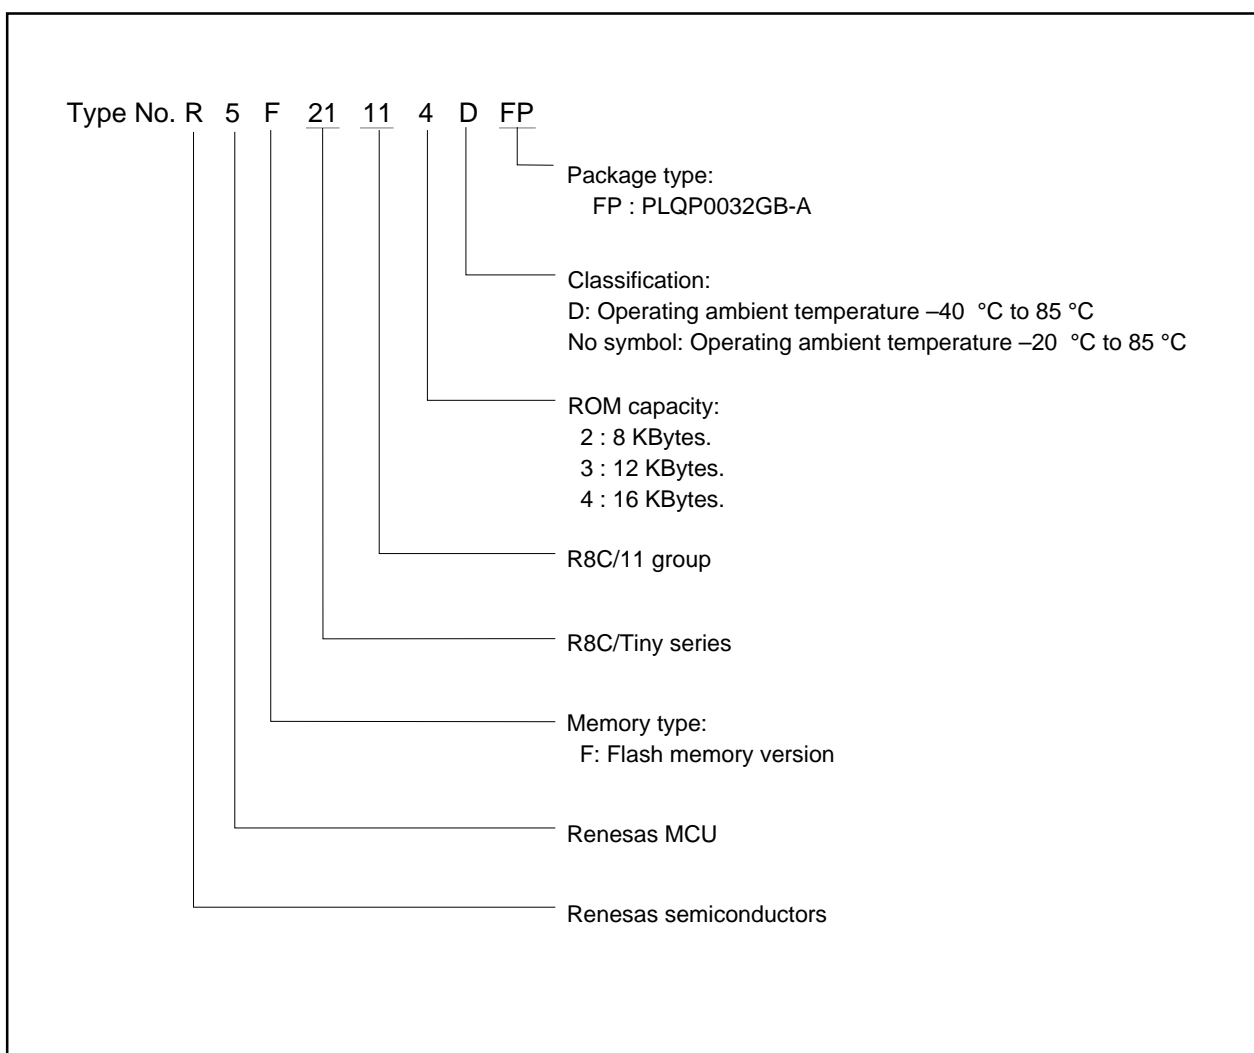 Type No. R 5 F 21 11 4 D FP
Package type:
FP : PLQP0032GB-A
Classification:
D: Operating ambient temperature –40 °C to 85 °C
No symbol: Operating ambient temperature –20 °C to 85 °C
ROM capacity:
2 : 8 KBytes.
3 : 12 KBytes.
4 : 16 KBytes.
R8C/11 group
R8C/Tiny series
Memory type:
F: Flash memory version
Renesas MCU
Renesas semiconductors